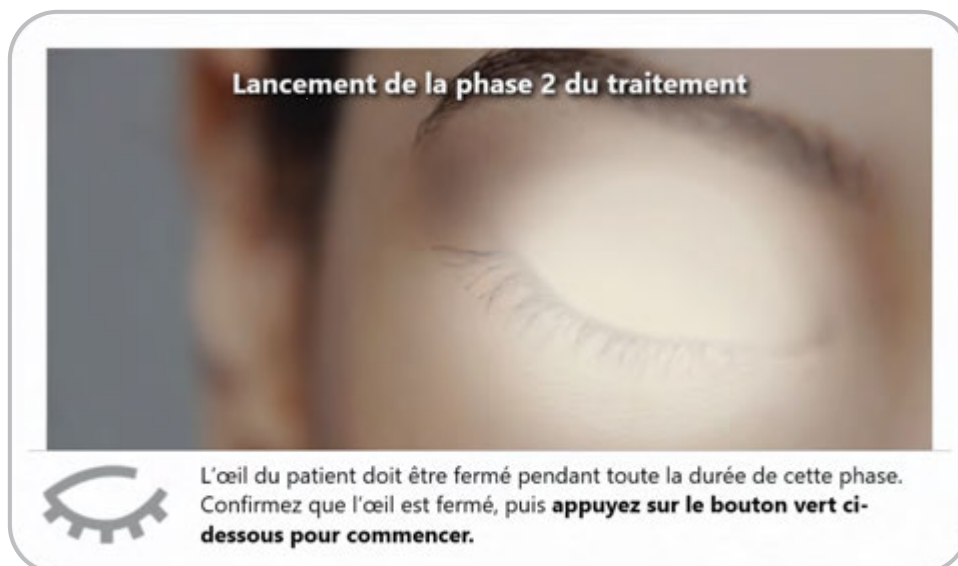 Lancement de la phase 2 du traitement
L'œil du patient doit être fermé pendant toute la durée de cette phase.
Confirmez que l'œil est fermé, puis appuyez sur le bouton vert ci-
dessous pour commencer.